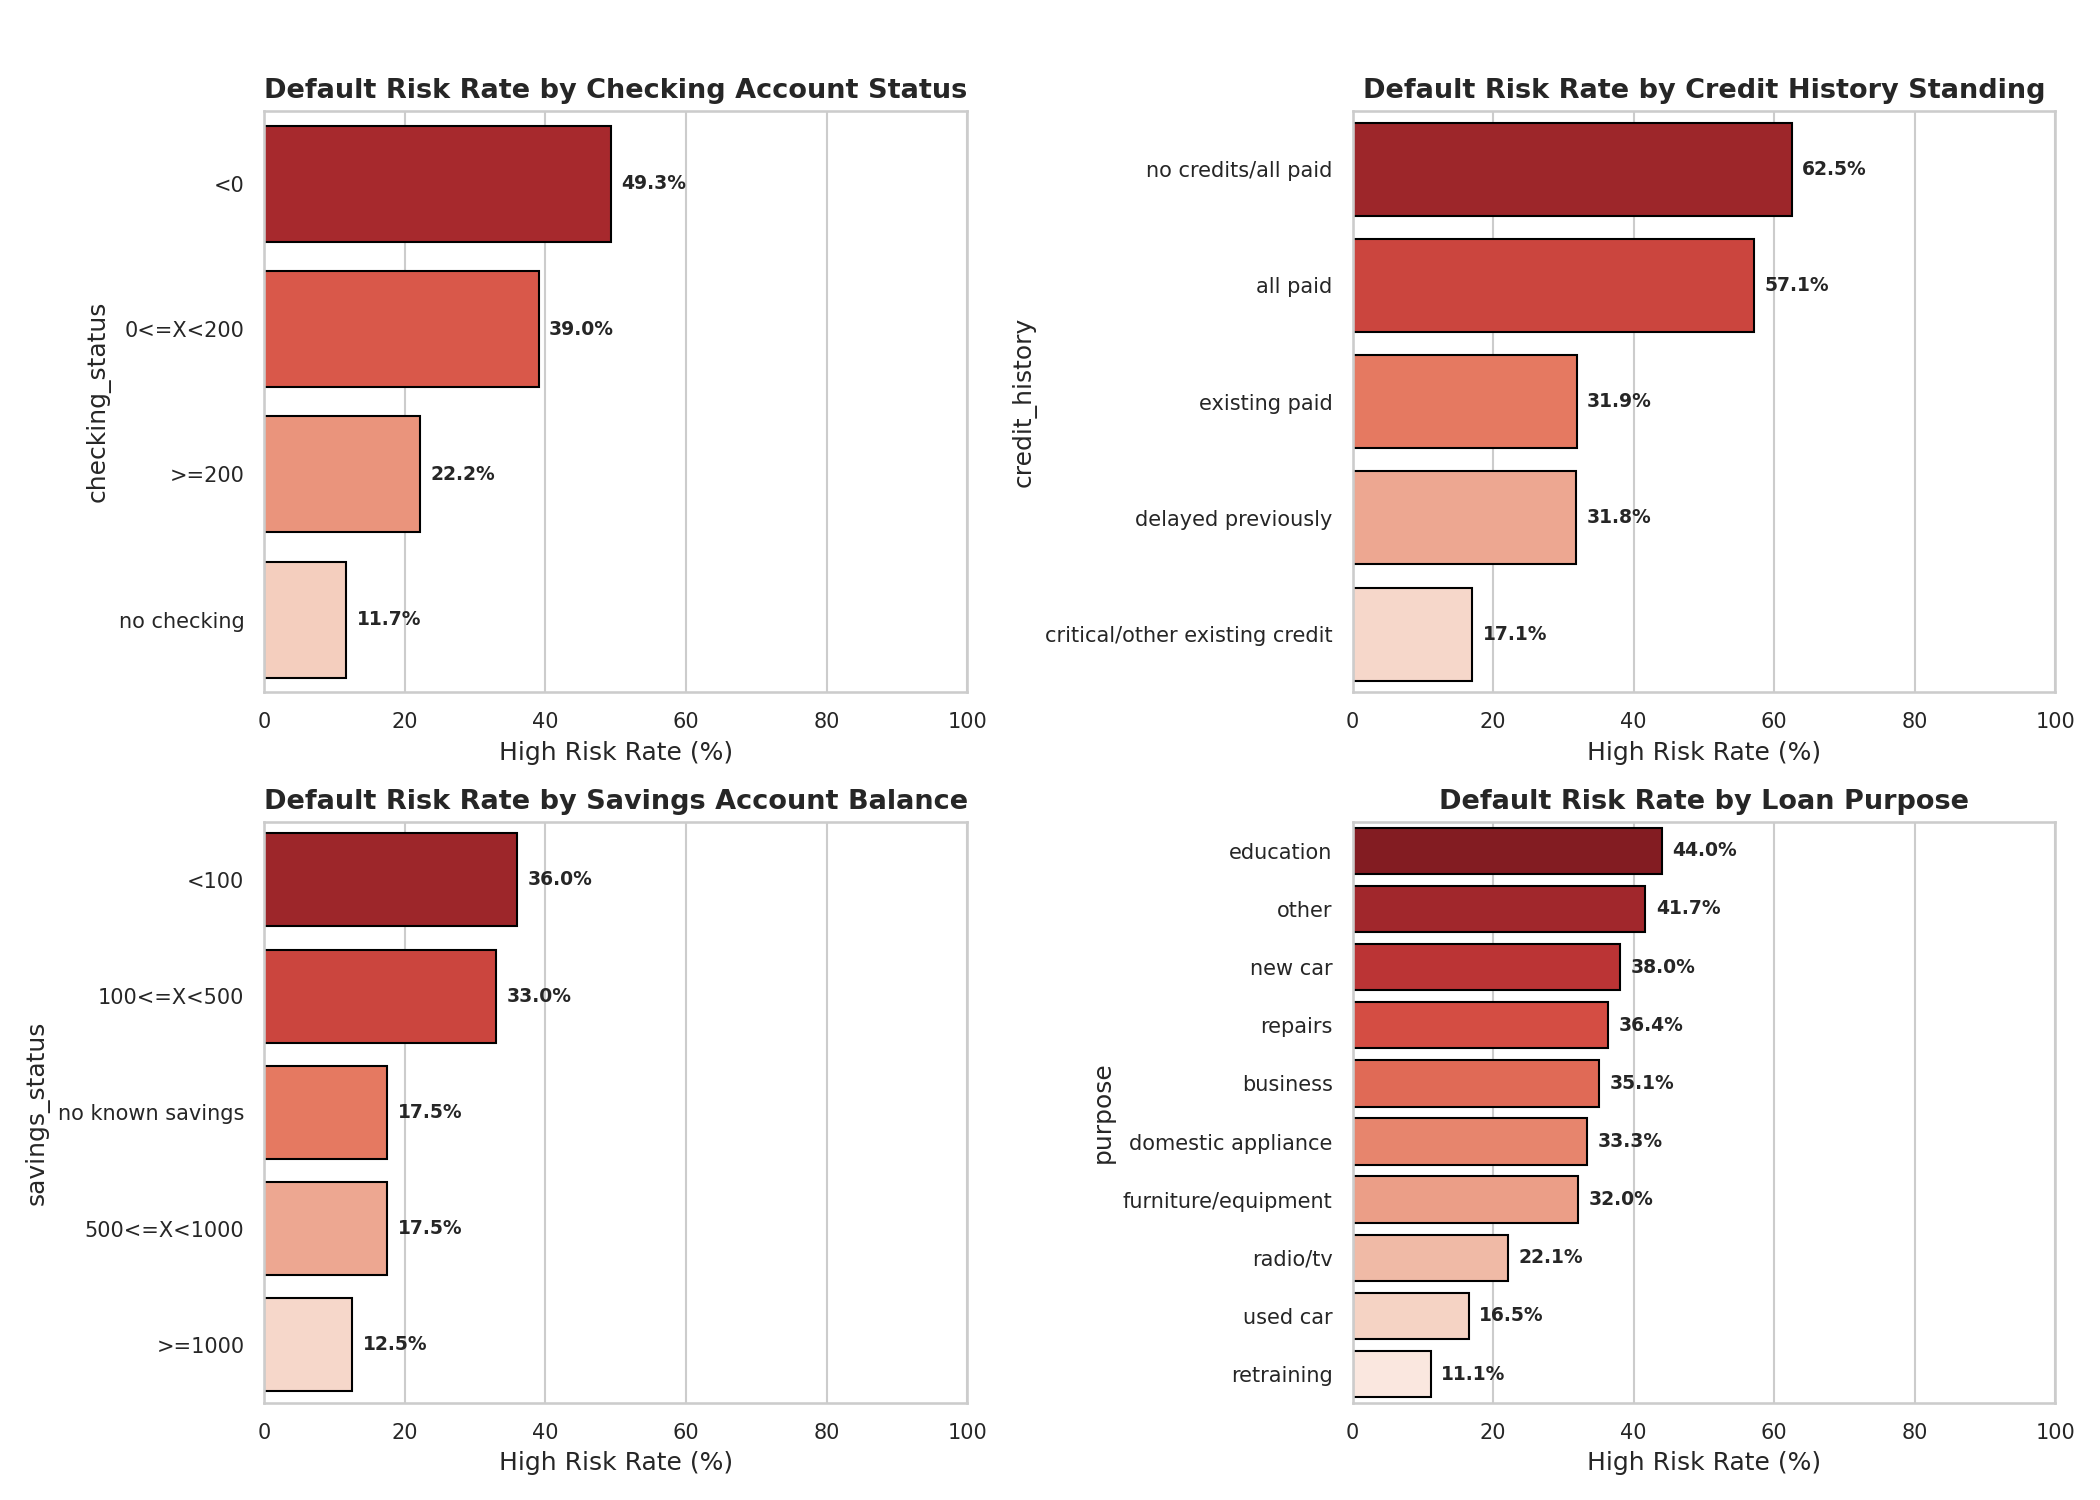 Default Risk Rate by Checking Account Status
checking_status
<0
49.3%
0<=X<200
39.0%
>=200
22.2%
no checking
11.7%
0 20 40 60 80 100
High Risk Rate (%)
Default Risk Rate by Credit History Standing
credit_history
no credits/all paid
62.5%
all paid
57.1%
existing paid
31.9%
delayed previously
31.8%
critical/other existing credit
17.1%
0 20 40 60 80 100
High Risk Rate (%)
Default Risk Rate by Savings Account Balance
savings_status
<100
36.0%
100<=X<500
33.0%
no known savings
17.5%
500<=X<1000
17.5%
>=1000
12.5%
0 20 40 60 80 100
High Risk Rate (%)
Default Risk Rate by Loan Purpose
purpose
education
44.0%
other
41.7%
new car
38.0%
repairs
36.4%
business
35.1%
domestic appliance
33.3%
furniture/equipment
32.0%
radio/tv
22.1%
used car
16.5%
retraining
11.1%
0 20 40 60 80 100
High Risk Rate (%)